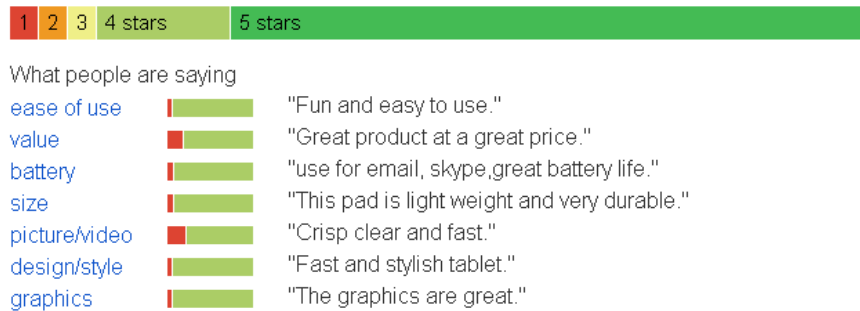 1 2 3 4 stars 5 stars
What people are saying
ease of use "Fun and easy to use."
value "Great product at a great price."
battery "use for email, skype,great battery life."
size "This pad is light weight and very durable."
picture/video "Crisp clear and fast."
design/style "Fast and stylish tablet."
graphics "The graphics are great."